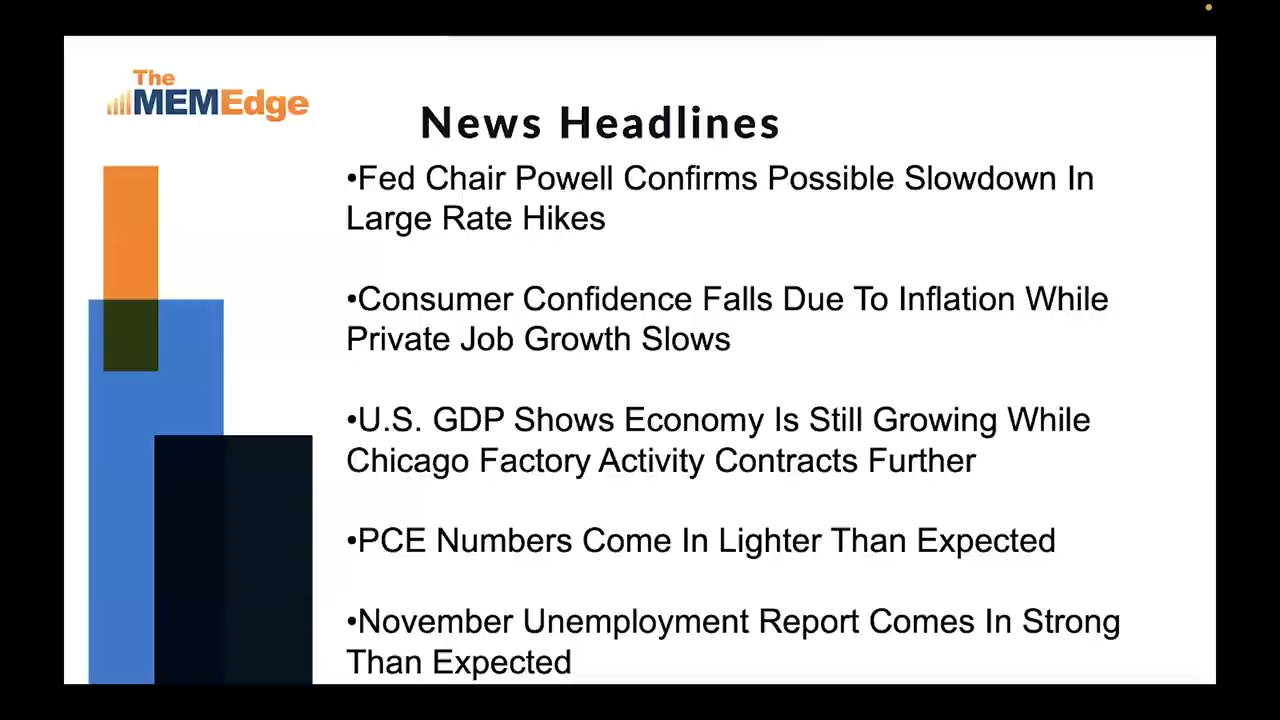 The
MEMEdge
News Headlines
•Fed Chair Powell Confirms Possible Slowdown In
Large Rate Hikes
•Consumer Confidence Falls Due To Inflation While
Private Job Growth Slows
•U.S. GDP Shows Economy Is Still Growing While
Chicago Factory Activity Contracts Further
•PCE Numbers Come In Lighter Than Expected
•November Unemployment Report Comes In Strong
Than Expected